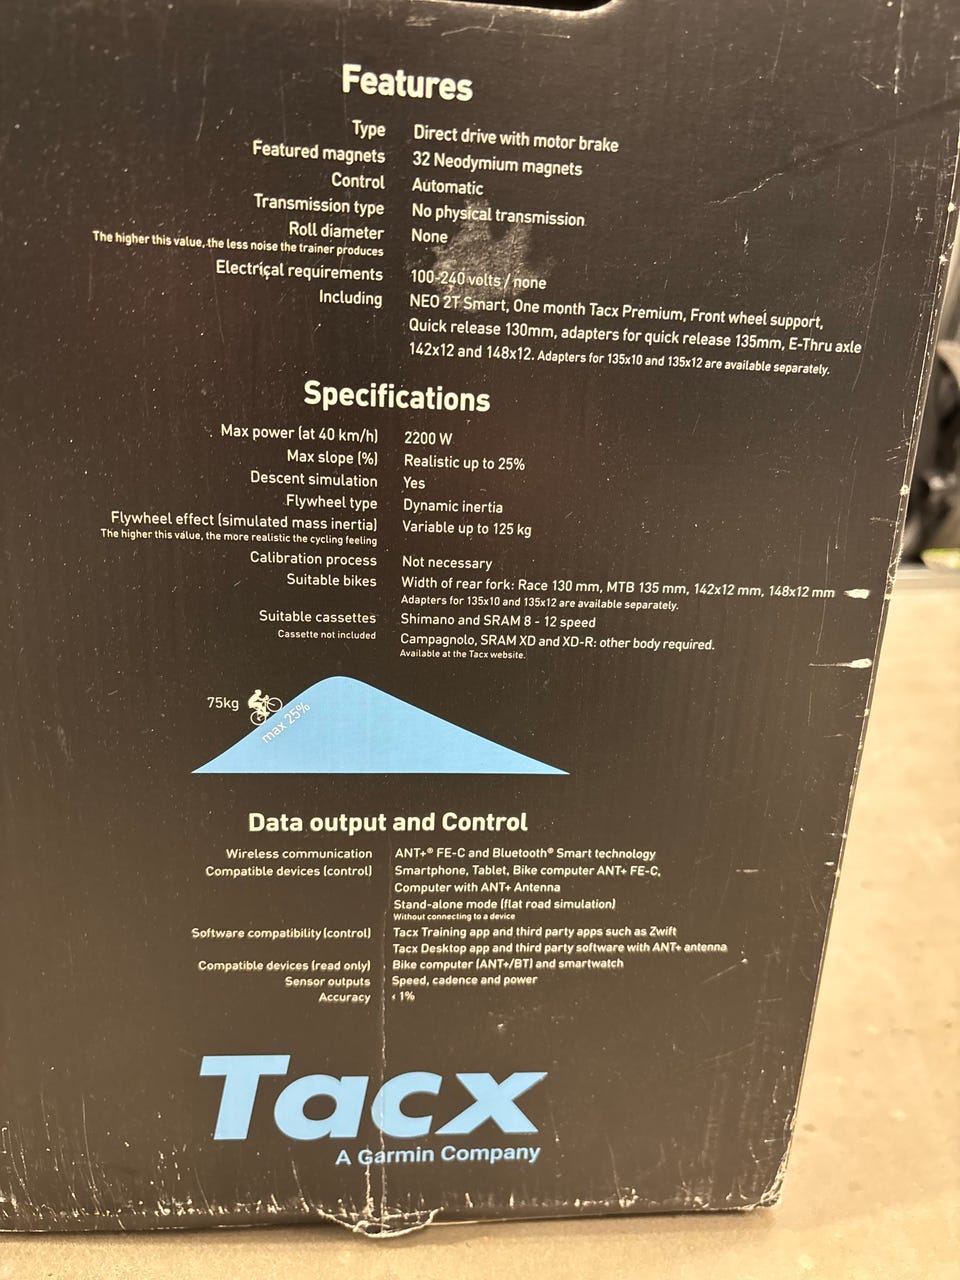 Features
Type Direct drive with motor brake
Featured magnets 32 Neodymium magnets
Control Automatic
Transmission type No physical transmission
Roll diameter None
The higher this value, the less noise the trainer produces
Electrical requirements 100-240 volts / none
Including NEO 2T Smart, One month Tacx Premium, Front wheel support,
Quick release 130mm, adapters for quick release 135mm, E-Thru axle
142x12 and 148x12. Adapters for 135x10 and 135x12 are available separately.
Specifications
Max power (at 40 km/h) 2200 W
Max slope (%) Realistic up to 25%
Descent simulation Yes
Flywheel type Dynamic inertia
Flywheel effect (simulated mass inertia) Variable up to 125 kg
The higher this value, the more realistic the cycling feeling
Calibration process Not necessary
Suitable bikes Width of rear fork: Race 130 mm, MTB 135 mm, 142x12 mm, 148x12 mm
Adapters for 135x10 and 135x12 are available separately.
Suitable cassettes Shimano and SRAM 8 - 12 speed
Cassette not included Campagnolo, SRAM XD and XD-R: other body required.
Available at the Tacx website.
75kg
max 25%
Data output and Control
Wireless communication ANT+® FE-C and Bluetooth® Smart technology
Compatible devices (control) Smartphone, Tablet, Bike computer ANT+ FE-C,
Computer with ANT+ Antenna
Stand-alone mode (flat road simulation)
Without connecting to a device
Software compatibility (control) Tacx Training app and third party apps such as Zwift
Tacx Desktop app and third party software with ANT+ antenna
Compatible devices (read only) Bike computer (ANT+/BT) and smartwatch
Sensor outputs Speed, cadence and power
Accuracy < 1%
Tacx
A Garmin Company